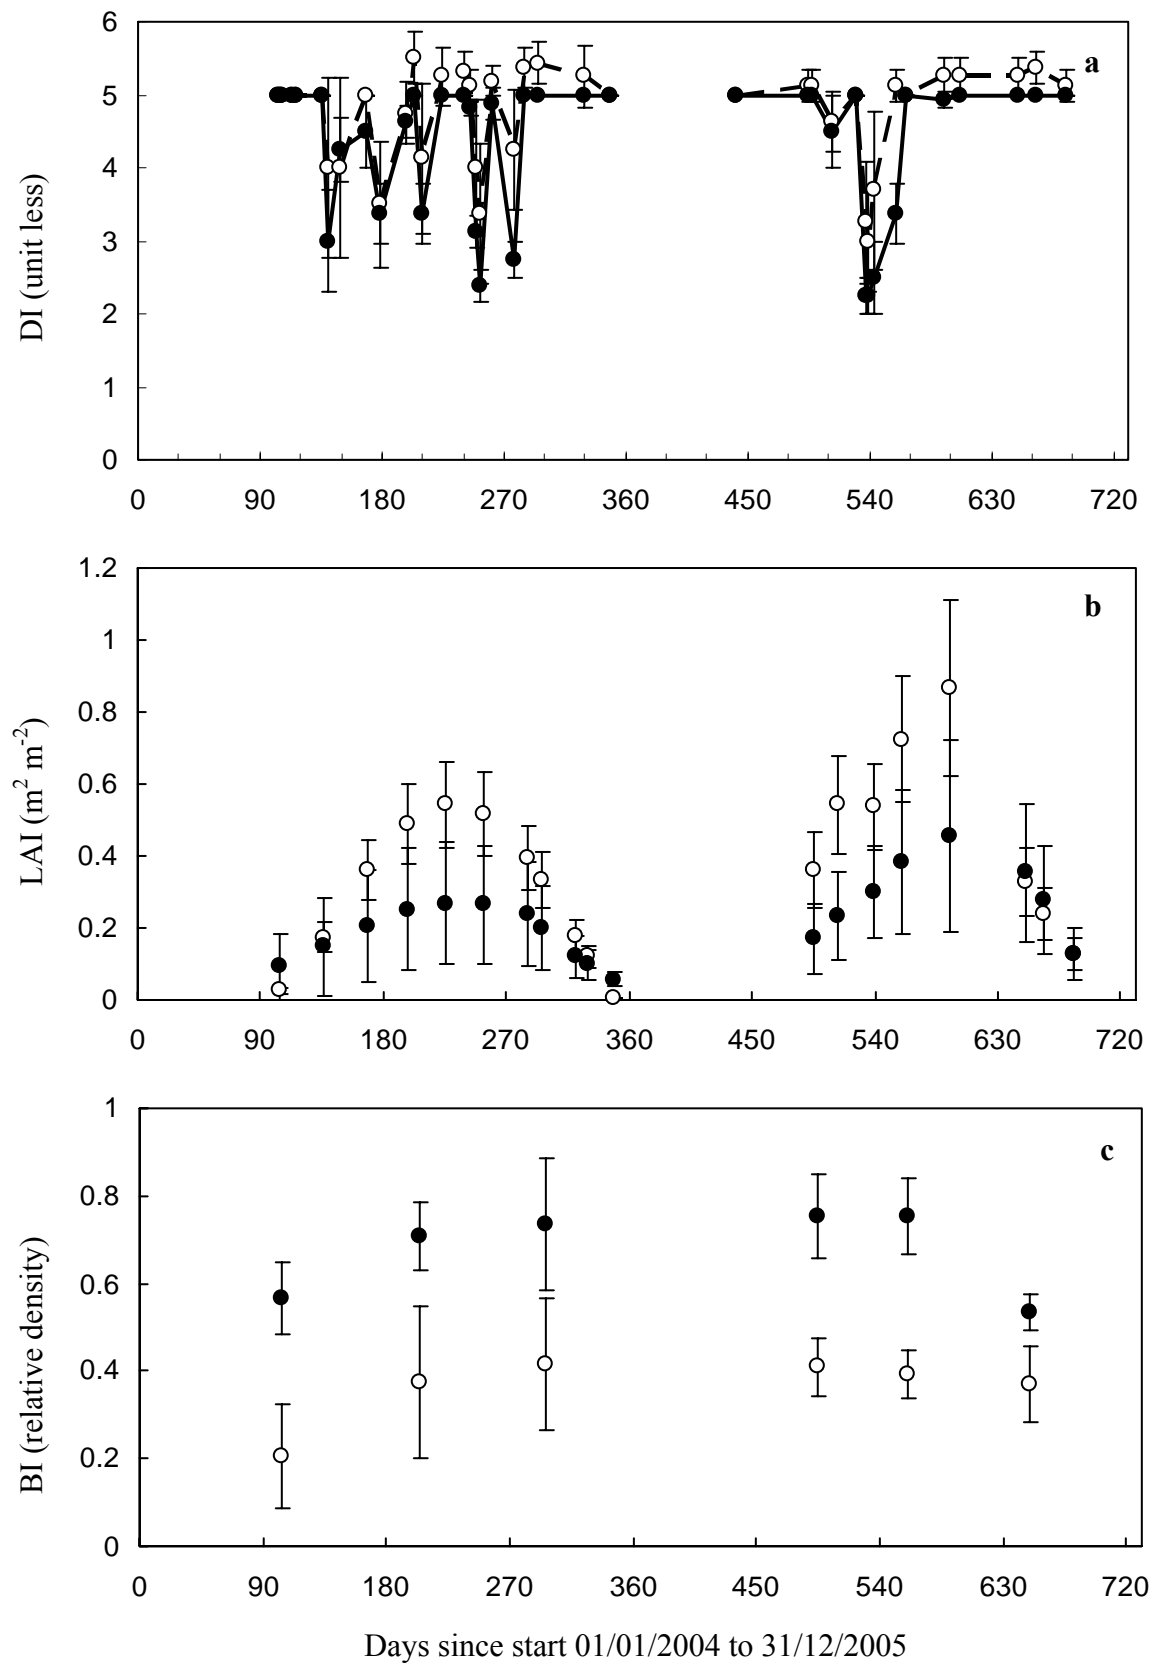 6
a
5
4
3
2
1
0
DI (unit less)
0 90 180 270 360 450 540 630 720
1.2
b
1
0.8
0.6
0.4
0.2
0
LAI (m² m⁻²)
0 90 180 270 360 450 540 630 720
1
c
0.8
0.6
0.4
0.2
0
BI (relative density)
0 90 180 270 360 450 540 630 720
Days since start 01/01/2004 to 31/12/2005